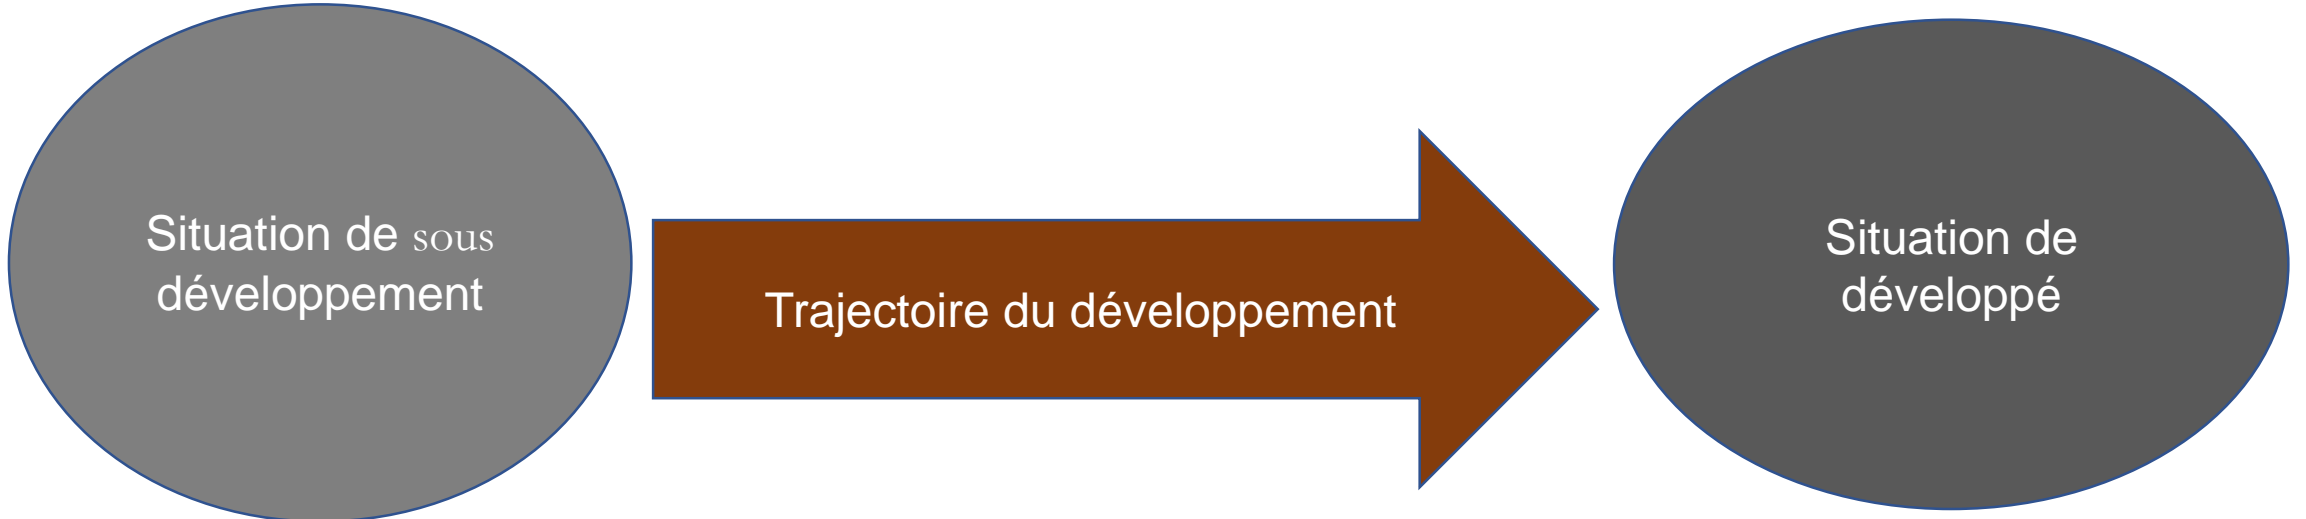 Situation de sous
développement
Trajectoire du développement
Situation de
développé